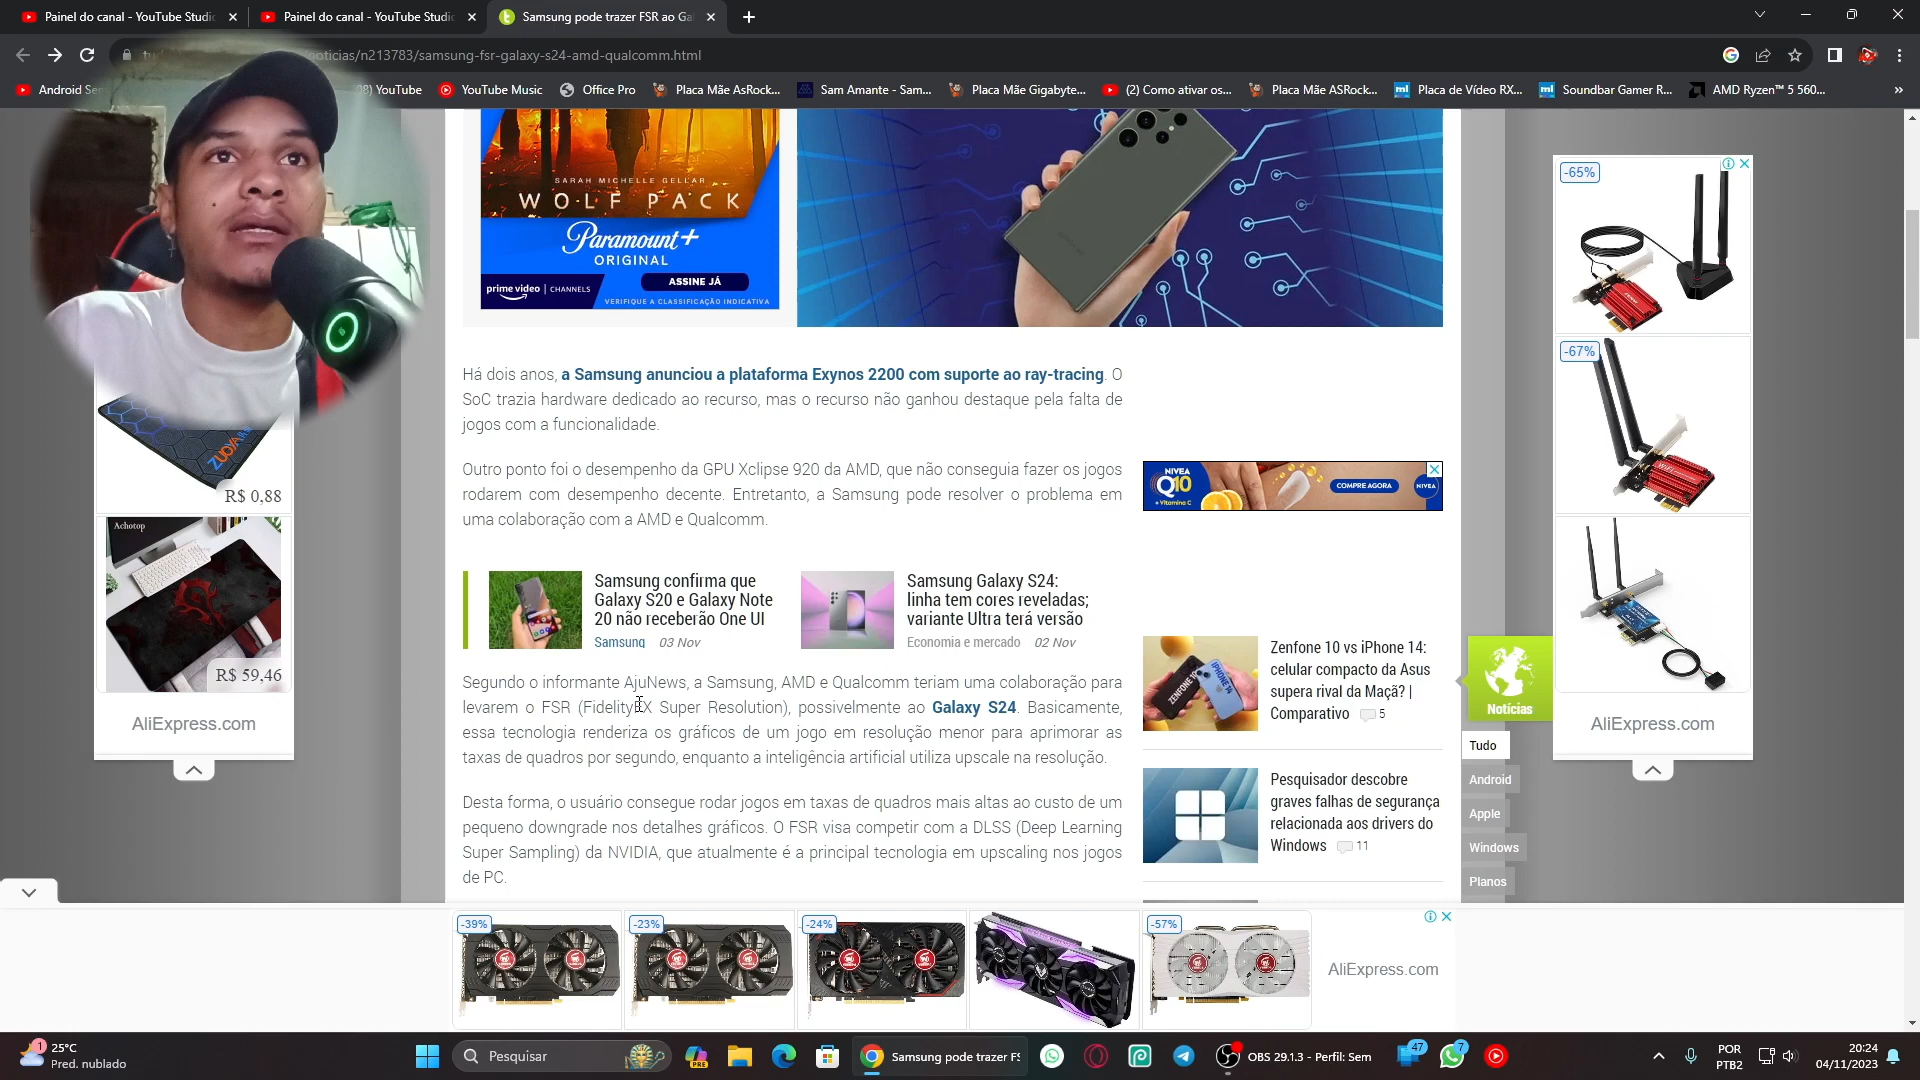 Painel do canal - YouTube Studi
Painel do canal - YouTube Studi
Samsung pode trazer FSR ao Ga
noticias/n213783/samsung-fsr-galaxy-s24-amd-qualcomm.html
Android Se
08) YouTube
YouTube Music
Office Pro
Placa Mãe AsRock...
Sam Amante - Sam...
Placa Mãe Gigabyte...
(2) Como ativar os...
Placa Mãe ASRock...
Placa de Vídeo RX...
Soundbar Gamer R...
AMD Ryzen™ 5 560...
SARAH MICHELLE GELLAR
WOLF PACK
Paramount+
ORIGINAL
ASSINE JÁ
prime video | CHANNELS
VERIFIQUE A CLASSIFICAÇÃO INDICATIVA
-65%
-67%
AliExpress.com
R$ 0,88
Achotop
R$ 59,46
AliExpress.com
Há dois anos, a Samsung anunciou a plataforma Exynos 2200 com suporte ao ray-tracing. O
SoC trazia hardware dedicado ao recurso, mas o recurso não ganhou destaque pela falta de
jogos com a funcionalidade.
Outro ponto foi o desempenho da GPU Xclipse 920 da AMD, que não conseguia fazer os jogos
rodarem com desempenho decente. Entretanto, a Samsung pode resolver o problema em
uma colaboração com a AMD e Qualcomm.
NIVEA
Q10
+ Vitamina C
COMPRE AGORA
NIVEA
Samsung confirma que
Galaxy S20 e Galaxy Note
20 não receberão One UI
Samsung 03 Nov
Samsung Galaxy S24:
linha tem cores reveladas;
variante Ultra terá versão
Economia e mercado 02 Nov
Segundo o informante AjuNews, a Samsung, AMD e Qualcomm teriam uma colaboração para
levarem o FSR (FidelityFX Super Resolution), possivelmente ao Galaxy S24. Basicamente,
essa tecnologia renderiza os gráficos de um jogo em resolução menor para aprimorar as
taxas de quadros por segundo, enquanto a inteligência artificial utiliza upscale na resolução.
Desta forma, o usuário consegue rodar jogos em taxas de quadros mais altas ao custo de um
pequeno downgrade nos detalhes gráficos. O FSR visa competir com a DLSS (Deep Learning
Super Sampling) da NVIDIA, que atualmente é a principal tecnologia em upscaling nos jogos
de PC.
ZENFONE 10
IPHONE 14
Zenfone 10 vs iPhone 14:
celular compacto da Asus
supera rival da Maçã? |
Comparativo 5
Pesquisador descobre
graves falhas de segurança
relacionada aos drivers do
Windows 11
Notícias
Tudo
Android
Apple
Windows
Planos
-39%
-23%
-24%
-57%
AliExpress.com
1
25°C
Pred. nublado
Pesquisar
PRE
Samsung pode trazer FS
OBS 29.1.3 - Perfil: Sem
47
7
POR
PTB2
20:24
04/11/2023